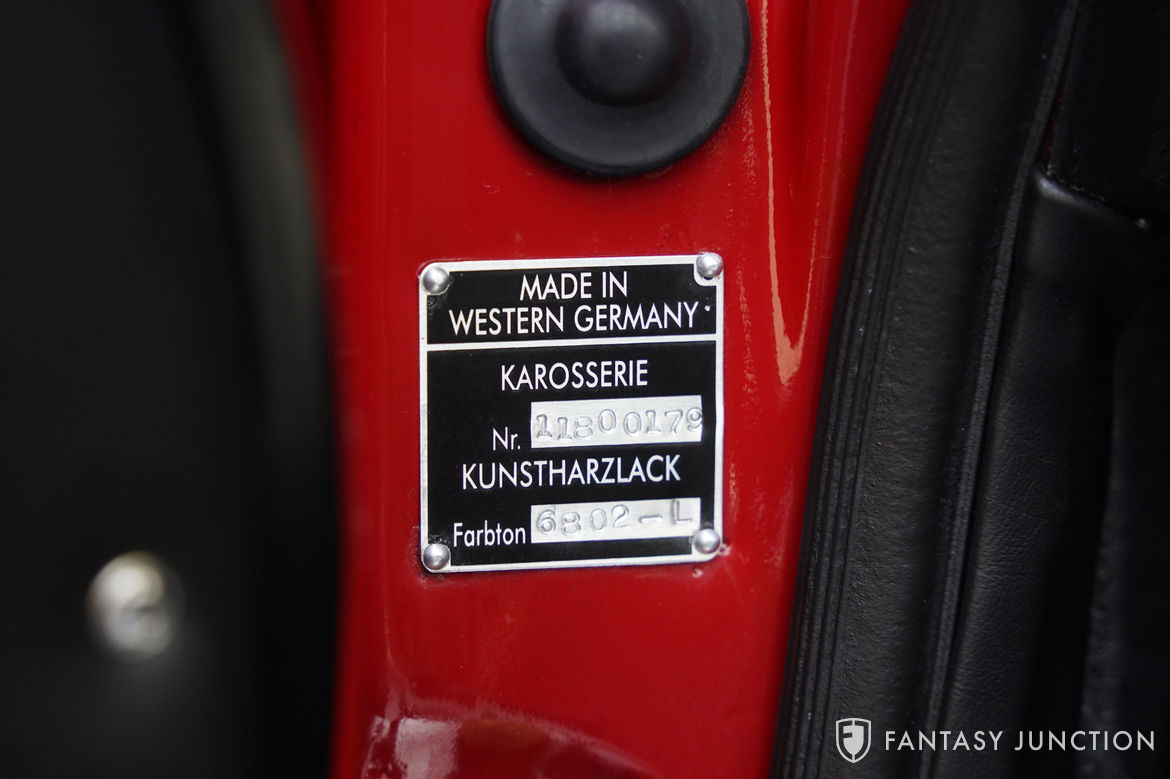 MADE IN
WESTERN GERMANY
KAROSSERIE
Nr. 11800179
KUNSTHARZLACK
Farbton 6802-L
FANTASY JUNCTION